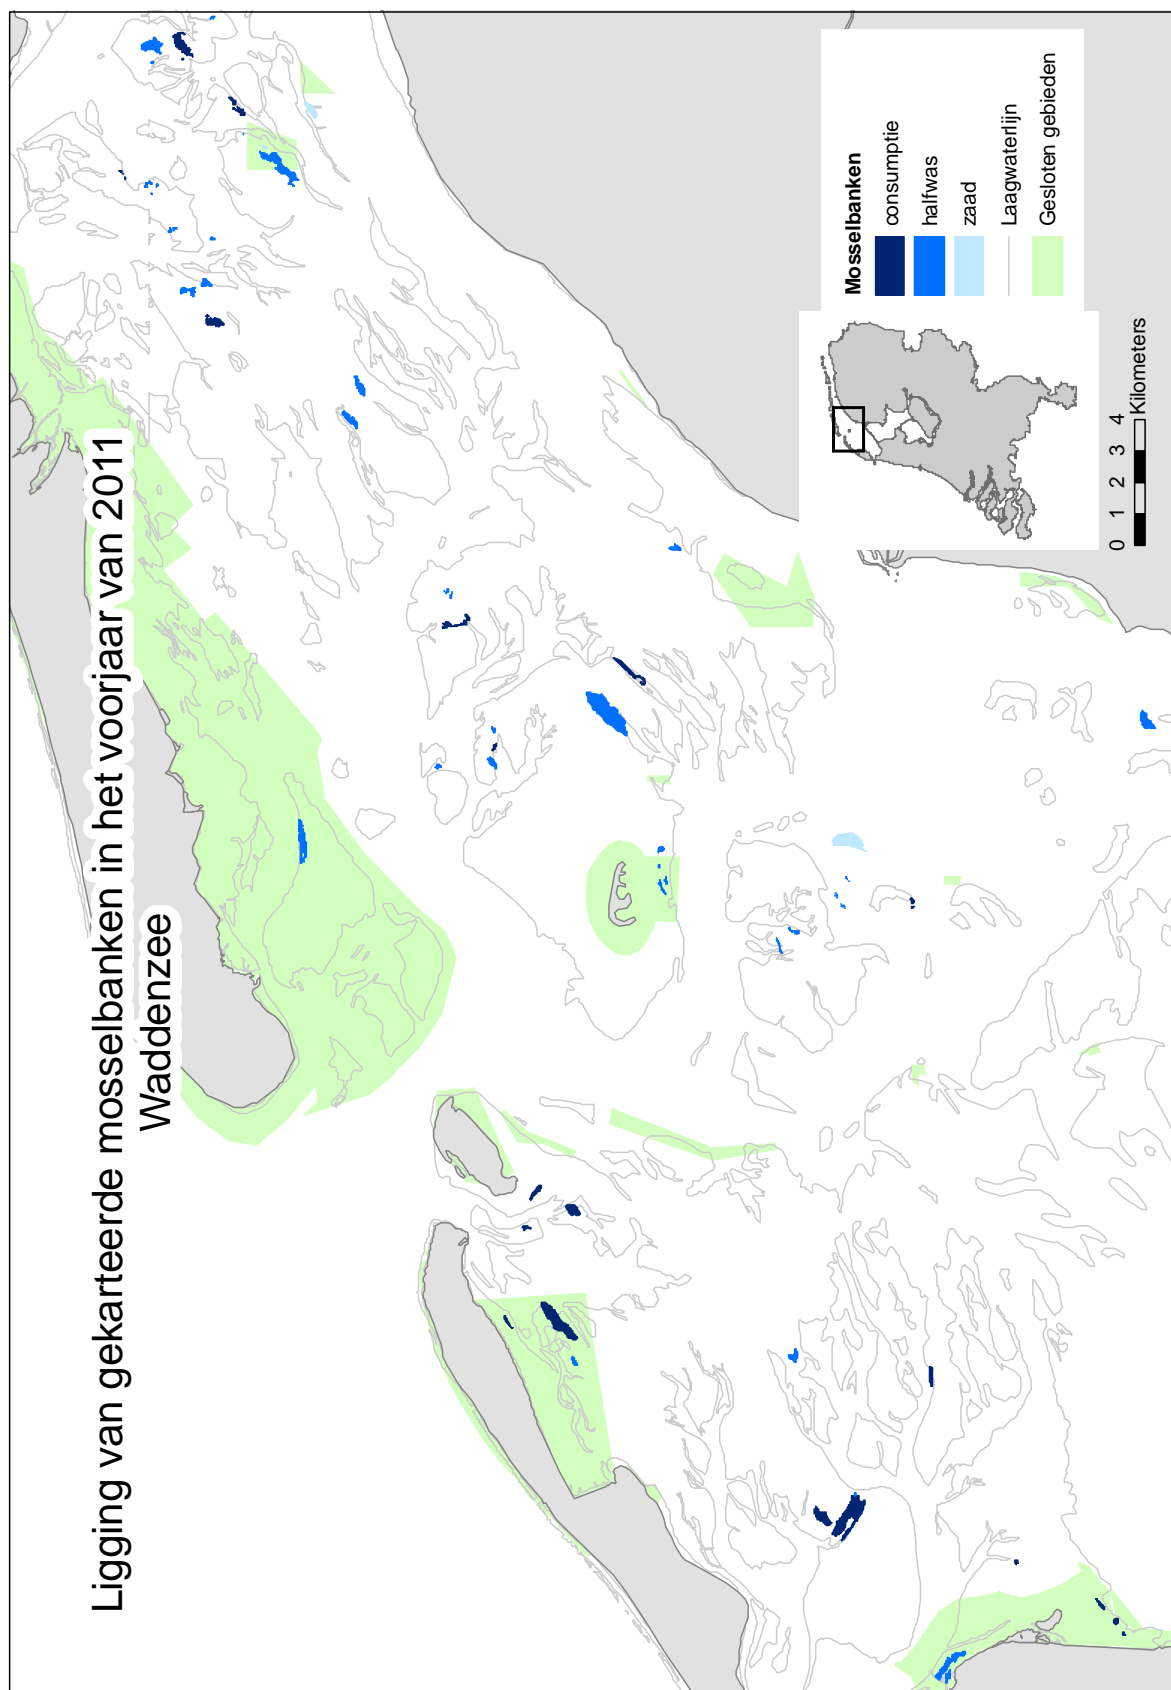 Ligging van gekarteerde mosselbanken in het voorjaar van 2011
Waddenzee
Mosselbanken
consumptie
halfwas
zaad
Laagwaterlijn
Gesloten gebieden
0 1 2 3 4
Kilometers